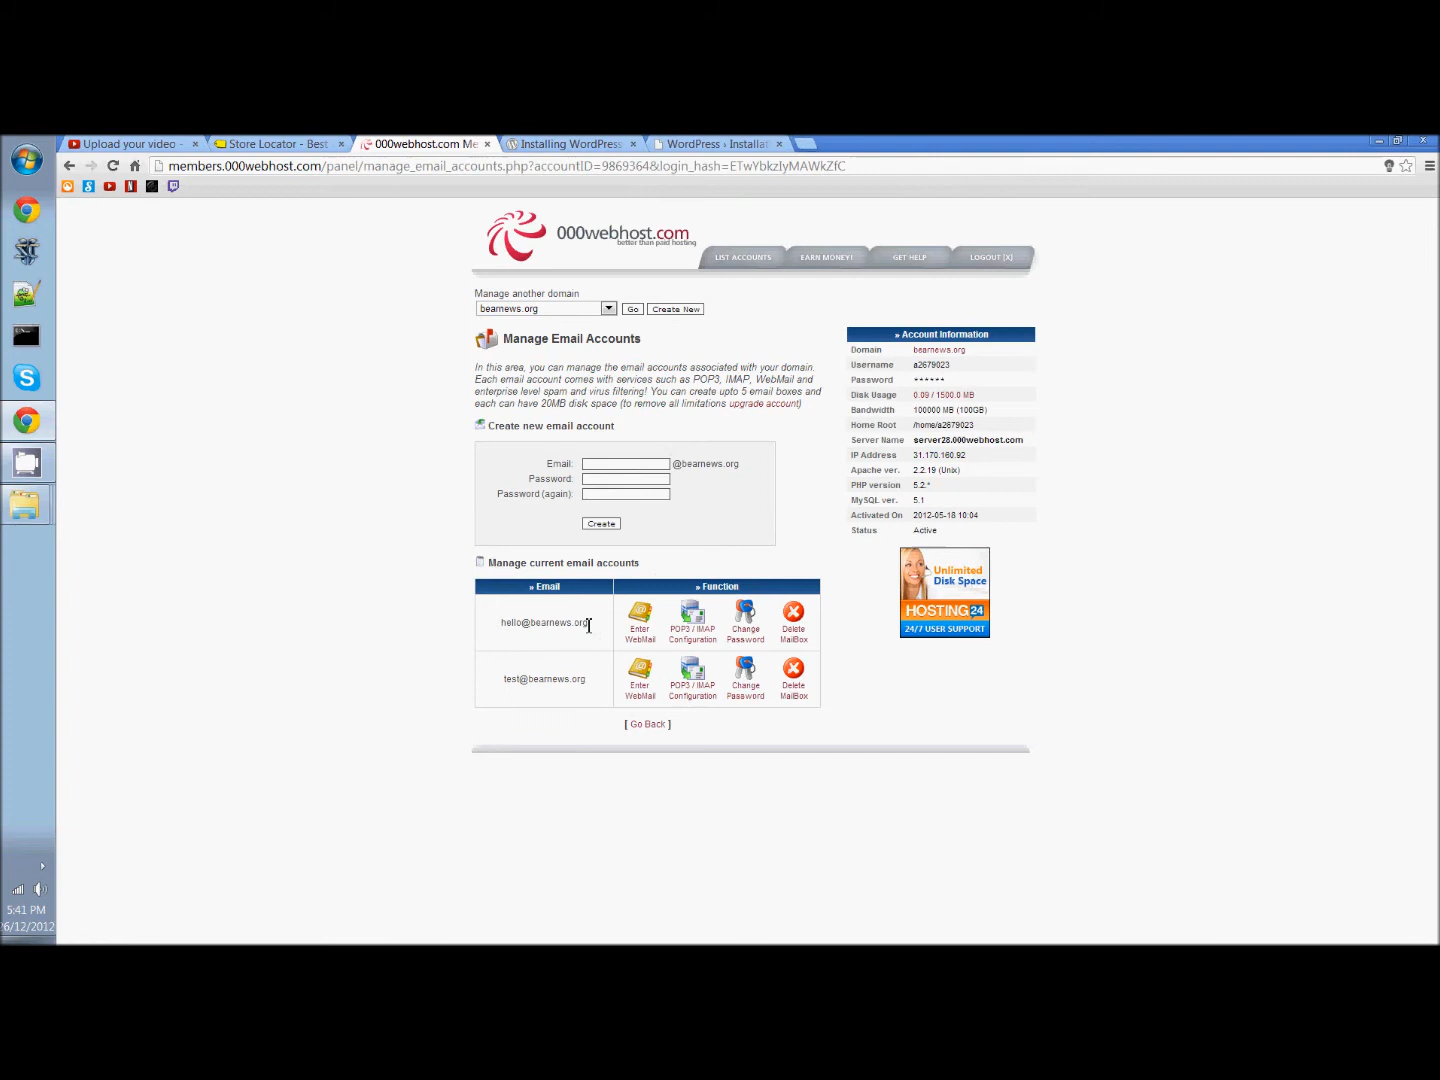 Upload your video -
Store Locator - Best
000webhost.com Me
Installing WordPress
WordPress › Installat
members.000webhost.com/panel/manage_email_accounts.php?accountID=9869364&login_hash=ETwYbkzIyMAWkZfC
000webhost.com
better than paid hosting
LIST ACCOUNTS
EARN MONEY!
GET HELP
LOGOUT [X]
Manage another domain
bearnews.org
Go
Create New
Manage Email Accounts
In this area, you can manage the email accounts associated with your domain.
Each email account comes with services such as POP3, IMAP, WebMail and
enterprise level spam and virus filtering! You can create upto 5 email boxes and
each can have 20MB disk space (to remove all limitations upgrade account)
Create new email account
Email: @bearnews.org
Password:
Password (again):
Create
Manage current email accounts
» Email » Function
hello@bearnews.org
Enter WebMail
POP3 / IMAP Configuration
Change Password
Delete MailBox
test@bearnews.org
Enter WebMail
POP3 / IMAP Configuration
Change Password
Delete MailBox
[ Go Back ]
» Account Information
Domain bearnews.org
Username a2679023
Password ******
Disk Usage 0.09 / 1500.0 MB
Bandwidth 100000 MB (100GB)
Home Root /home/a2679023
Server Name server28.000webhost.com
IP Address 31.170.160.92
Apache ver. 2.2.19 (Unix)
PHP version 5.2.*
MySQL ver. 5.1
Activated On 2012-05-18 10:04
Status Active
Unlimited
Disk Space
HOSTING 24
24/7 USER SUPPORT
5:41 PM
26/12/2012